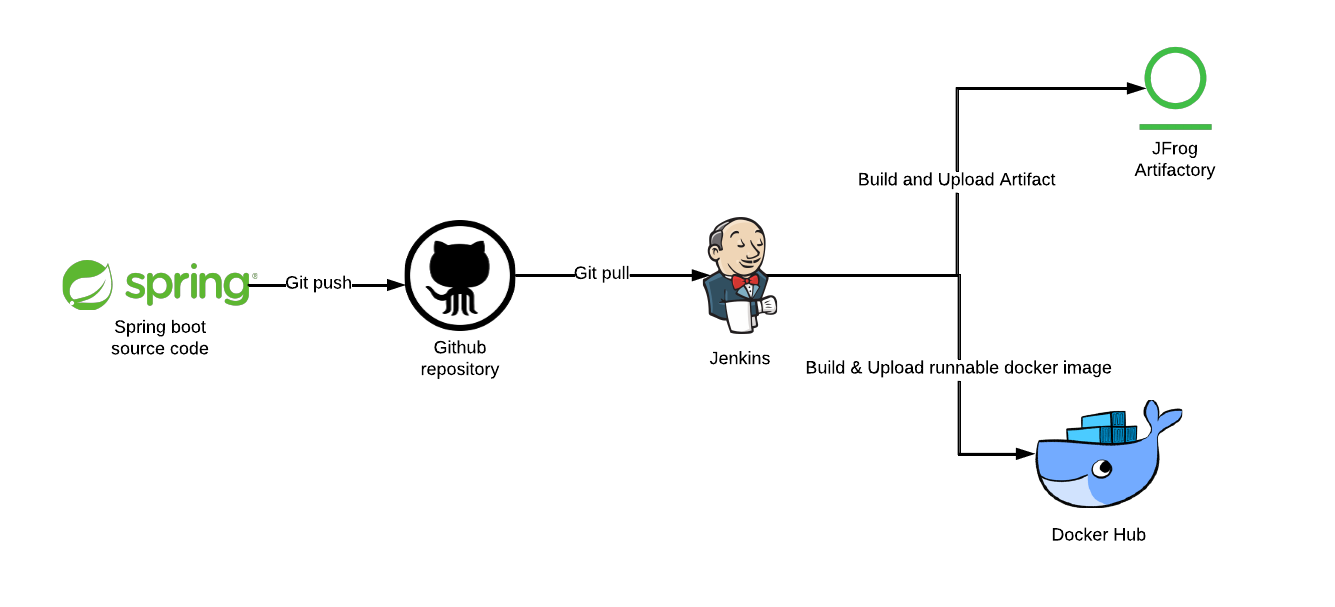 JFrog
Artifactory
Build and Upload Artifact
spring®
Git push
Git pull
Spring boot
source code
Github
repository
Jenkins
Build & Upload runnable docker image
Docker Hub